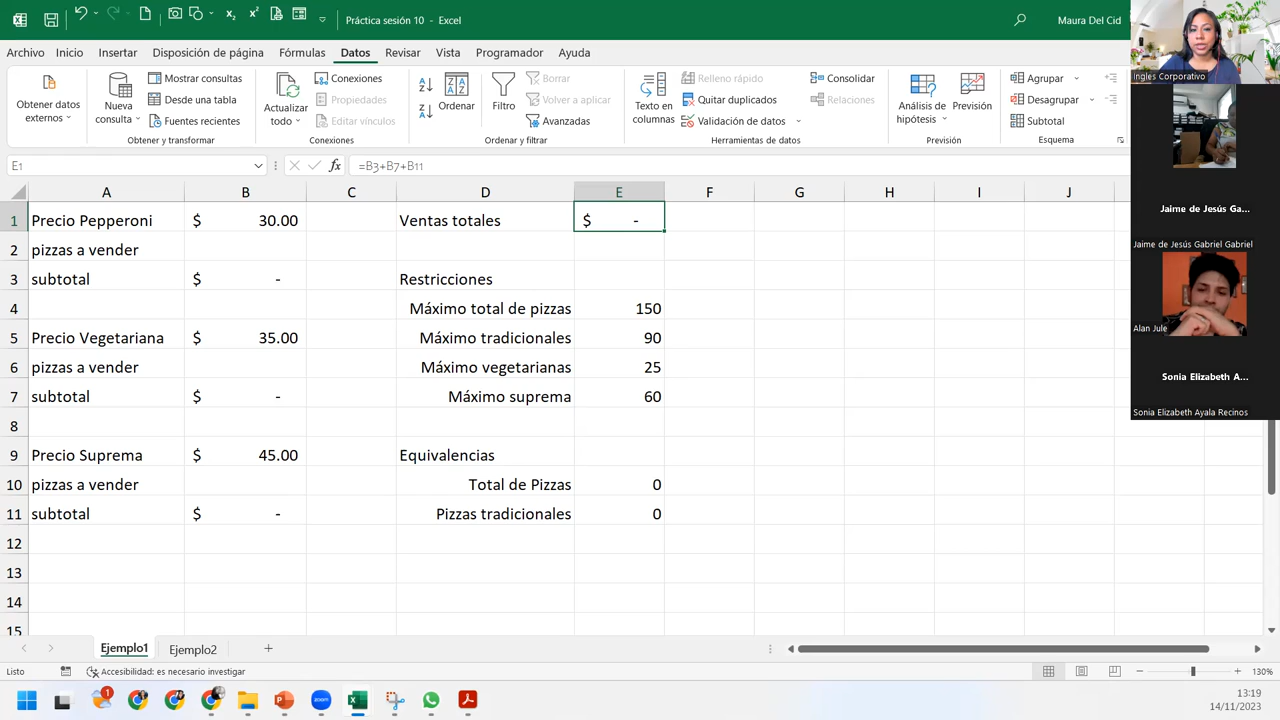 Práctica sesión 10 - Excel
Maura Del Cid
Archivo Inicio Insertar Disposición de página Fórmulas Datos Revisar Vista Programador Ayuda
Obtener datos externos
Nueva consulta
Mostrar consultas
Desde una tabla
Fuentes recientes
Obtener y transformar
Actualizar todo
Conexiones
Propiedades
Editar vínculos
Conexiones
Ordenar
Filtro
Borrar
Volver a aplicar
Avanzadas
Ordenar y filtrar
Texto en columnas
Relleno rápido
Quitar duplicados
Validación de datos
Consolidar
Relaciones
Herramientas de datos
Análisis de hipótesis
Previsión
Previsión
Agrupar
Desagrupar
Subtotal
Esquema
E1 fx =B3+B7+B11
A B C D E F G H I J
1 Precio Pepperoni $ 30.00 Ventas totales $ -
2 pizzas a vender
3 subtotal $ - Restricciones
4 Máximo total de pizzas 150
5 Precio Vegetariana $ 35.00 Máximo tradicionales 90
6 pizzas a vender Máximo vegetarianas 25
7 subtotal $ - Máximo suprema 60
8
9 Precio Suprema $ 45.00 Equivalencias
10 pizzas a vender Total de Pizzas 0
11 subtotal $ - Pizzas tradicionales 0
12
13
14
15
Ejemplo1 Ejemplo2
Listo Accesibilidad: es necesario investigar 130%
1 zoom
13:19
14/11/2023
Ingles Corporativo
Jaime de Jesús Ga...
Jaime de Jesús Gabriel Gabriel
Alan Jule
Sonia Elizabeth A...
Sonia Elizabeth Ayala Recinos